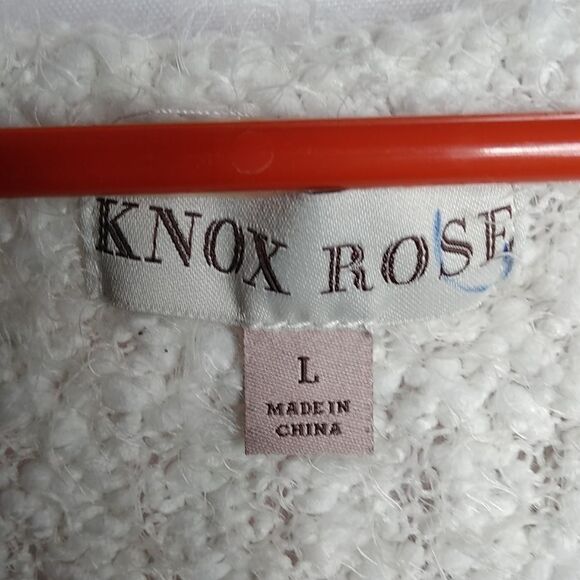 KNOX ROSE
L
MADE IN
CHINA